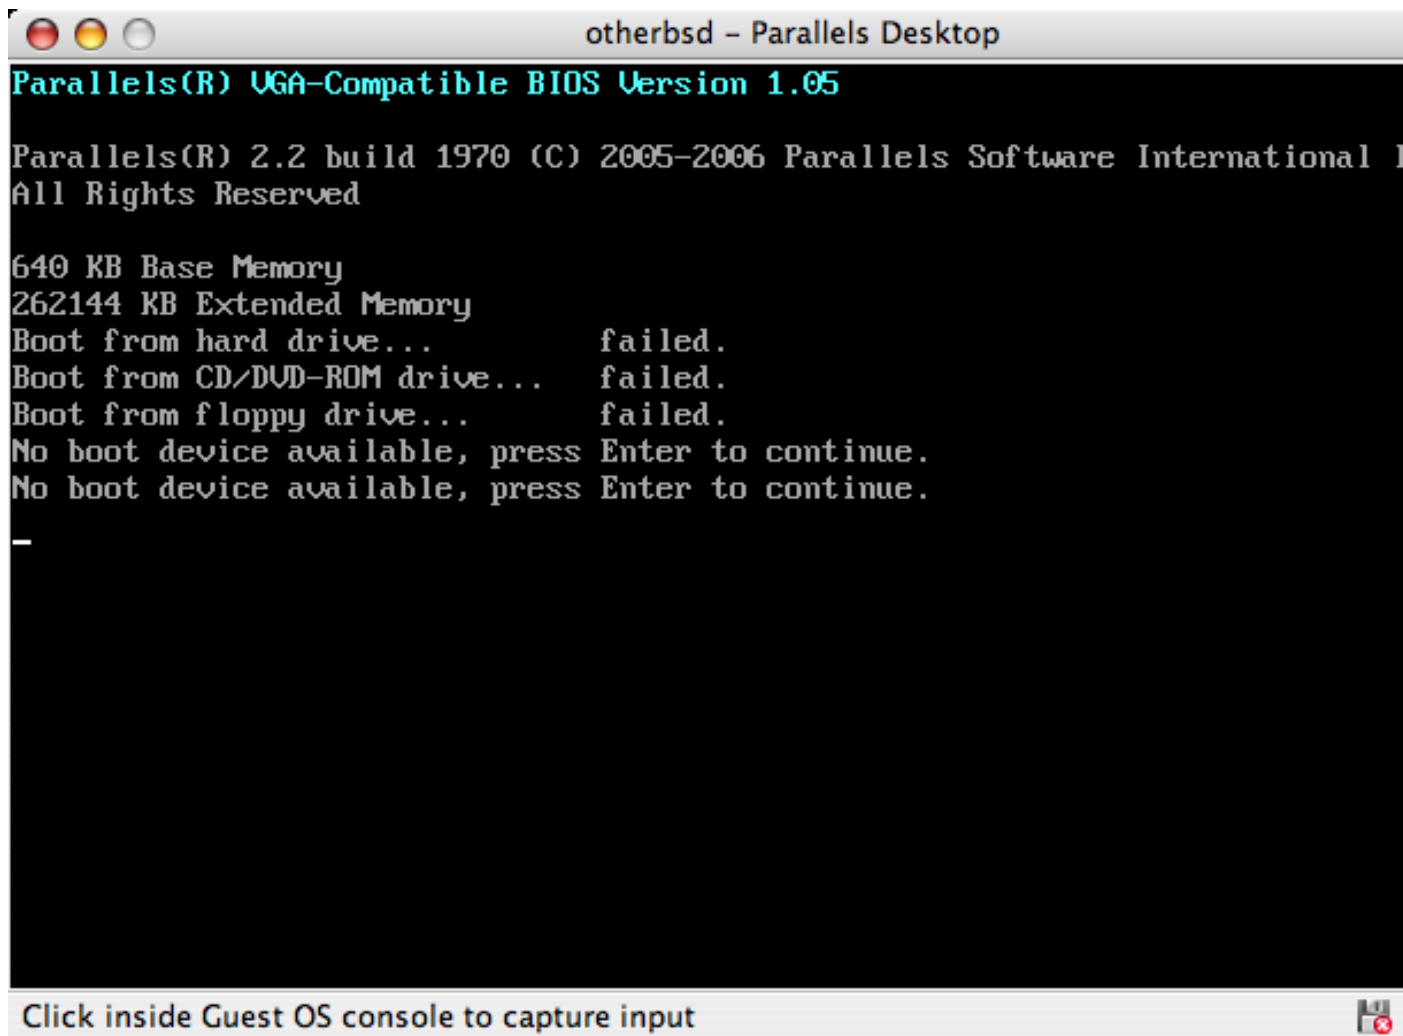 otherbsd – Parallels Desktop
Parallels(R) VGA-Compatible BIOS Version 1.05
Parallels(R) 2.2 build 1970 (C) 2005-2006 Parallels Software International
All Rights Reserved
640 KB Base Memory
262144 KB Extended Memory
Boot from hard drive... failed.
Boot from CD/DVD-ROM drive... failed.
Boot from floppy drive... failed.
No boot device available, press Enter to continue.
No boot device available, press Enter to continue.
Click inside Guest OS console to capture input